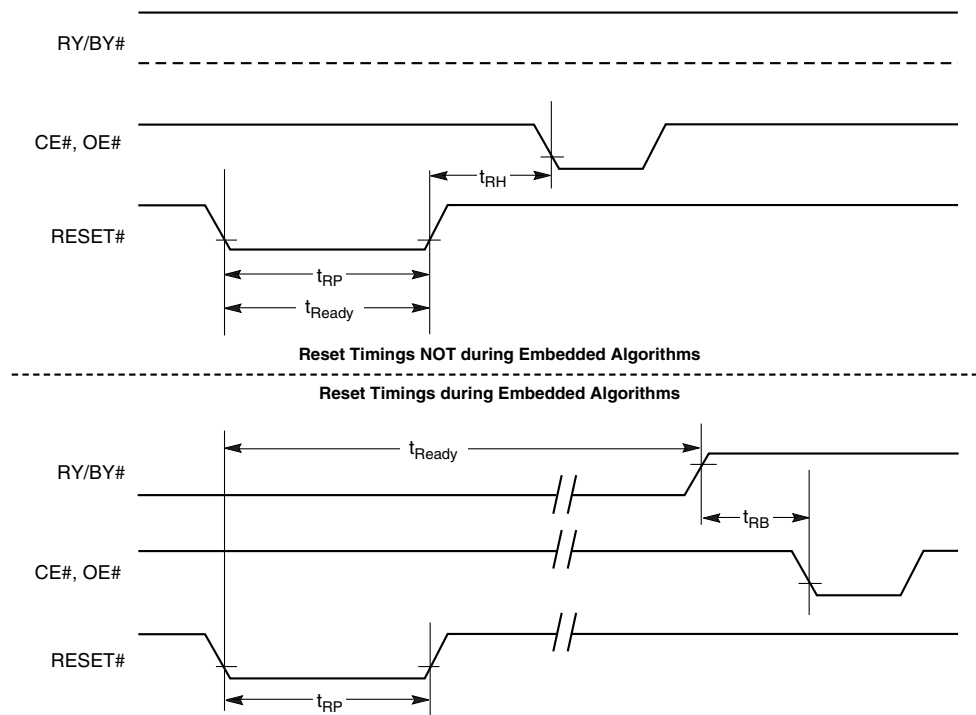 RY/BY#
CE#, OE#
tRH
RESET#
tRP
tReady
Reset Timings NOT during Embedded Algorithms
Reset Timings during Embedded Algorithms
tReady
RY/BY#
tRB
CE#, OE#
RESET#
tRP